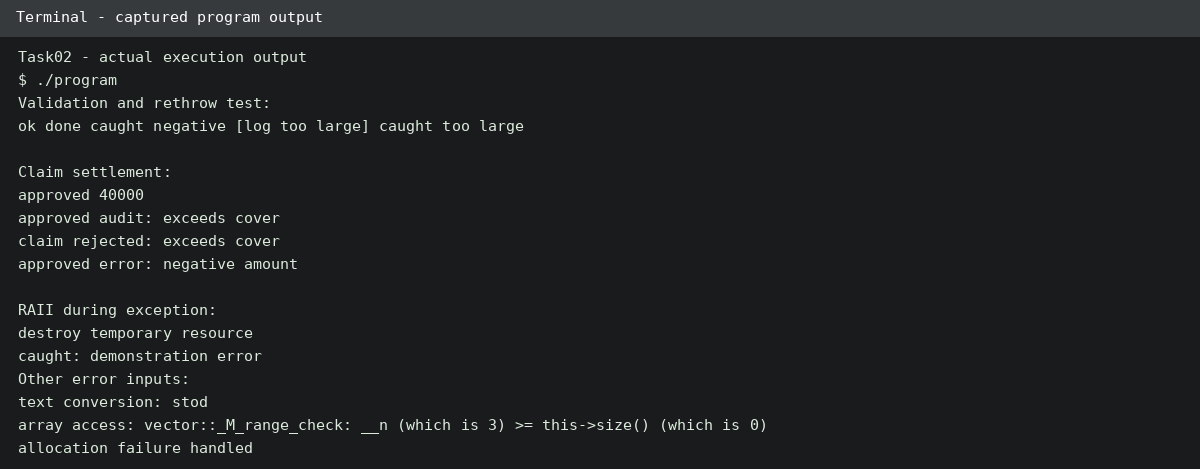 Terminal - captured program output
Task02 - actual execution output
$ ./program
Validation and rethrow test:
ok done caught negative [log too large] caught too large
Claim settlement:
approved 40000
approved audit: exceeds cover
claim rejected: exceeds cover
approved error: negative amount
RAII during exception:
destroy temporary resource
caught: demonstration error
Other error inputs:
text conversion: stod
array access: vector::_M_range_check: __n (which is 3) >= this->size() (which is 0)
allocation failure handled